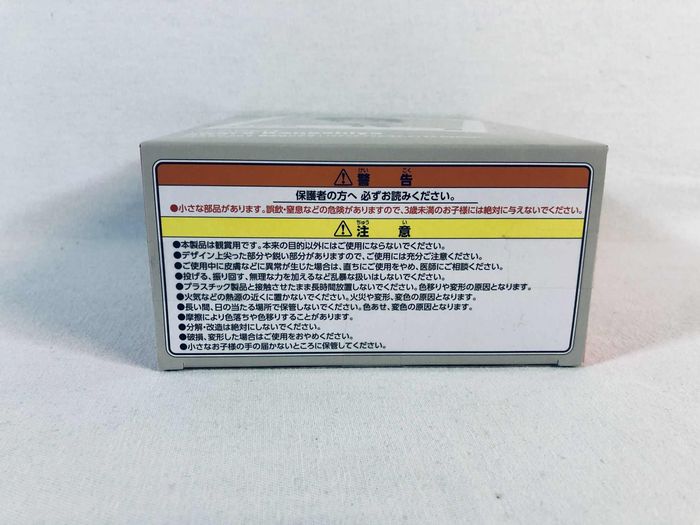 ⚠警告
けい こく
保護者の方へ 必ずお読みください。
●小さな部品があります。誤飲・窒息などの危険がありますので、3歳未満のお子様には絶対に与えないでください。
⚠注意
ちゅう い
●本製品は観賞用です。本来の目的以外にはご使用にならないでください。
●デザイン上尖った部分や鋭い部分がありますので、ご使用には充分ご注意ください。
●ご使用中に皮膚などに異常が生じた場合は、直ちにご使用をやめ、医師にご相談ください。
●投げる、振り回す、無理な力を加えるなど乱暴な扱いはしないでください。
●プラスチック製品と接触させたまま長時間放置しないでください。色移りや変形の原因となります。
●火気などの熱源の近くに置かないでください。火災や変形、変色の原因となります。
●長い間、日の当たる場所で保管しないでください。色あせ、変色の原因となります。
●摩擦により色落ちや色移りすることがあります。
●分解・改造は絶対にしないでください。
●破損、変形した場合はご使用をおやめください。
●小さなお子様の手の届かないところに保管してください。